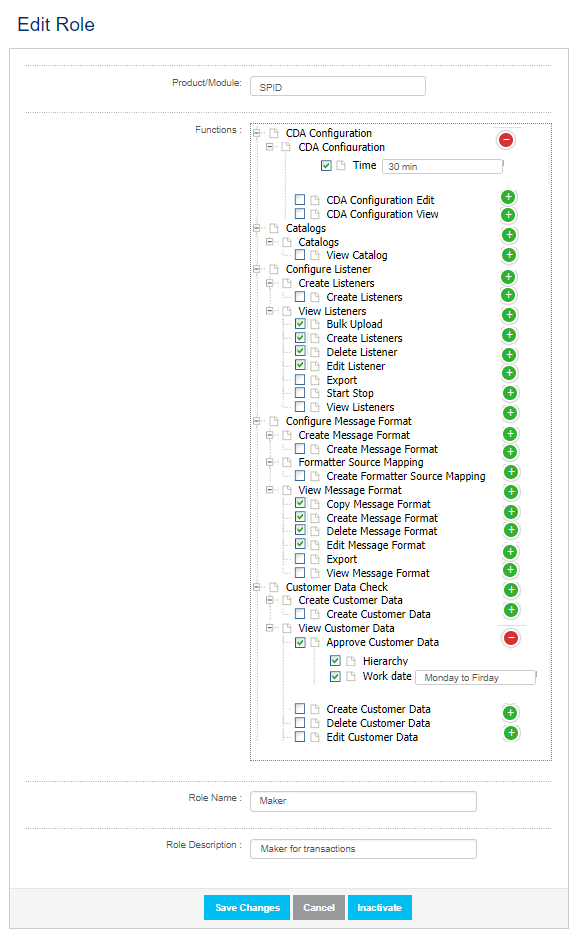 Edit Role
Product/Module: SPID
Functions : CDA Configuration
CDA Configuration
Time 30 min
CDA Configuration Edit
CDA Configuration View
Catalogs
Catalogs
View Catalog
Configure Listener
Create Listeners
Create Listeners
View Listeners
Bulk Upload
Create Listeners
Delete Listener
Edit Listener
Export
Start Stop
View Listeners
Configure Message Format
Create Message Format
Create Message Format
Formatter Source Mapping
Create Formatter Source Mapping
View Message Format
Copy Message Format
Create Message Format
Delete Message Format
Edit Message Format
Export
View Message Format
Customer Data Check
Create Customer Data
Create Customer Data
View Customer Data
Approve Customer Data
Hierarchy
Work date Monday to Firday
Create Customer Data
Delete Customer Data
Edit Customer Data
Role Name : Maker
Role Description : Maker for transactions
Save Changes Cancel Inactivate